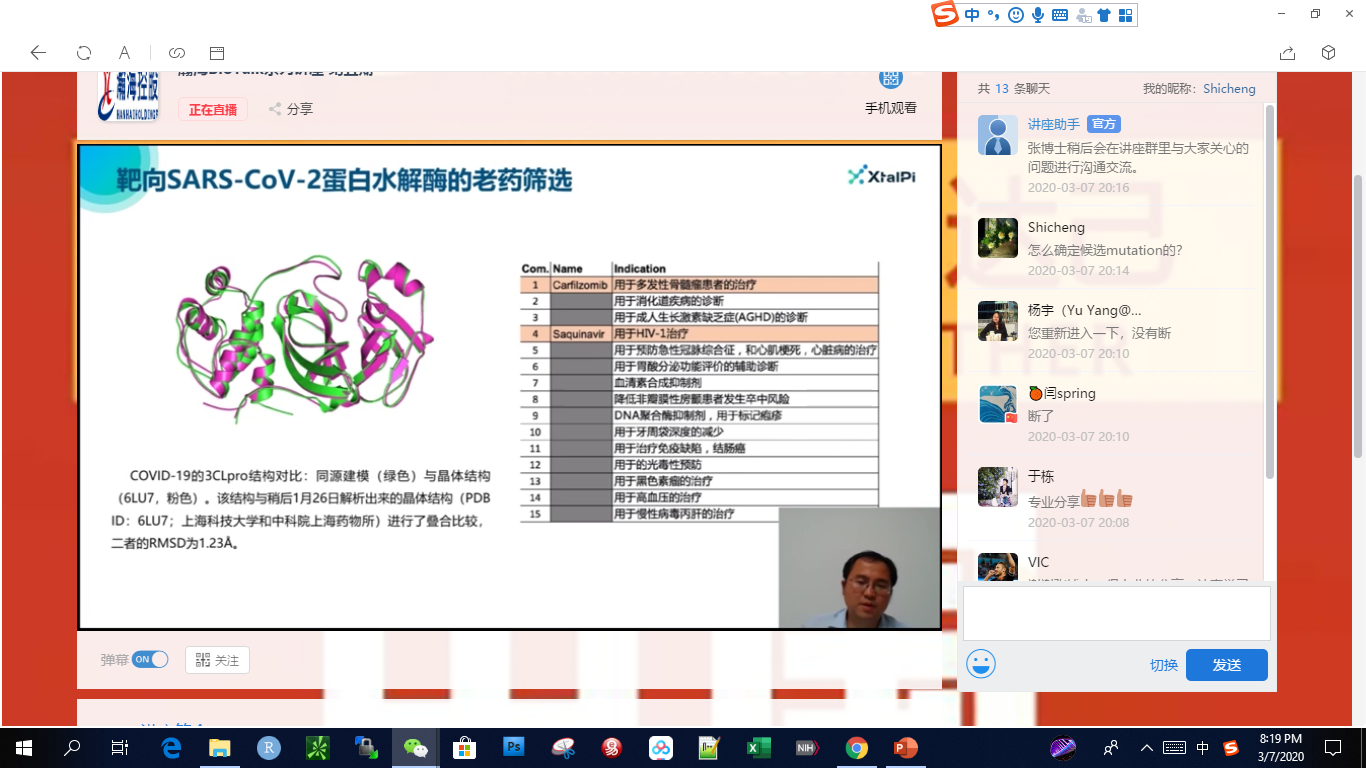 中
瀚海控股
HANHAIHOLDINGS
正在直播
分享
手机观看
靶向SARS-CoV-2蛋白水解酶的老药筛选
XtalPi
COVID-19的3CLpro结构对比：同源建模（绿色）与晶体结构
（6LU7，粉色）。该结构与稍后1月26日解析出来的晶体结构（PDB
ID：6LU7；上海科技大学和中科院上海药物所）进行了叠合比较，
二者的RMSD为1.23Å。
Com. Name Indication
1 Carfilzomib 用于多发性骨髓瘤患者的治疗
2 用于消化道疾病的诊断
3 用于成人生长激素缺乏症(AGHD)的诊断
4 Saquinavir 用于HIV-1治疗
5 用于预防急性冠脉综合征，和心肌梗死，心脏病的治疗
6 用于胃酸分泌功能评价的辅助诊断
7 血清素合成抑制剂
8 降低非瓣膜性房颤患者发生卒中风险
9 DNA聚合酶抑制剂，用于标记疱疹
10 用于牙周袋深度的减少
11 用于治疗免疫缺陷，结肠癌
12 用于的光毒性预防
13 用于黑色素瘤的治疗
14 用于高血压的治疗
15 用于慢性病毒丙肝的治疗
弹幕 ON 关注
共 13 条聊天 我的昵称： Shicheng
讲座助手 官方
张博士稍后会在讲座群里与大家关心的
问题进行沟通交流。
2020-03-07 20:16
Shicheng
怎么确定候选mutation的？
2020-03-07 20:14
杨宇（Yu Yang@...
您重新进入一下，没有断
2020-03-07 20:10
🍊闫spring
断了
2020-03-07 20:10
于栋
专业分享👍👍👍
2020-03-07 20:08
VIC
切换 发送
R
Ps
NIH
中
8:19 PM
3/7/2020